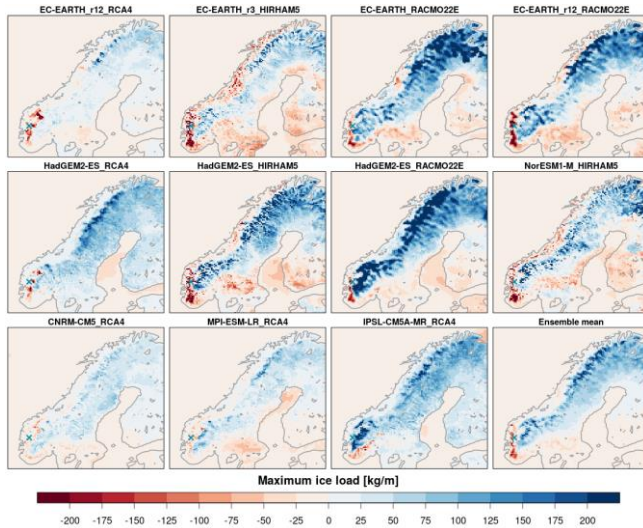 EC-EARTH_r12_RCA4 EC-EARTH_r3_HIRHAM5 EC-EARTH_RACMO22E EC-EARTH_r12_RACMO22E
HadGEM2-ES_RCA4 HadGEM2-ES_HIRHAM5 HadGEM2-ES_RACMO22E NorESM1-M_HIRHAM5
CNRM-CM5_RCA4 MPI-ESM-LR_RCA4 IPSL-CM5A-MR_RCA4 Ensemble mean
Maximum ice load [kg/m]
-200 -175 -150 -125 -100 -75 -50 -25 0 25 50 75 100 125 150 175 200